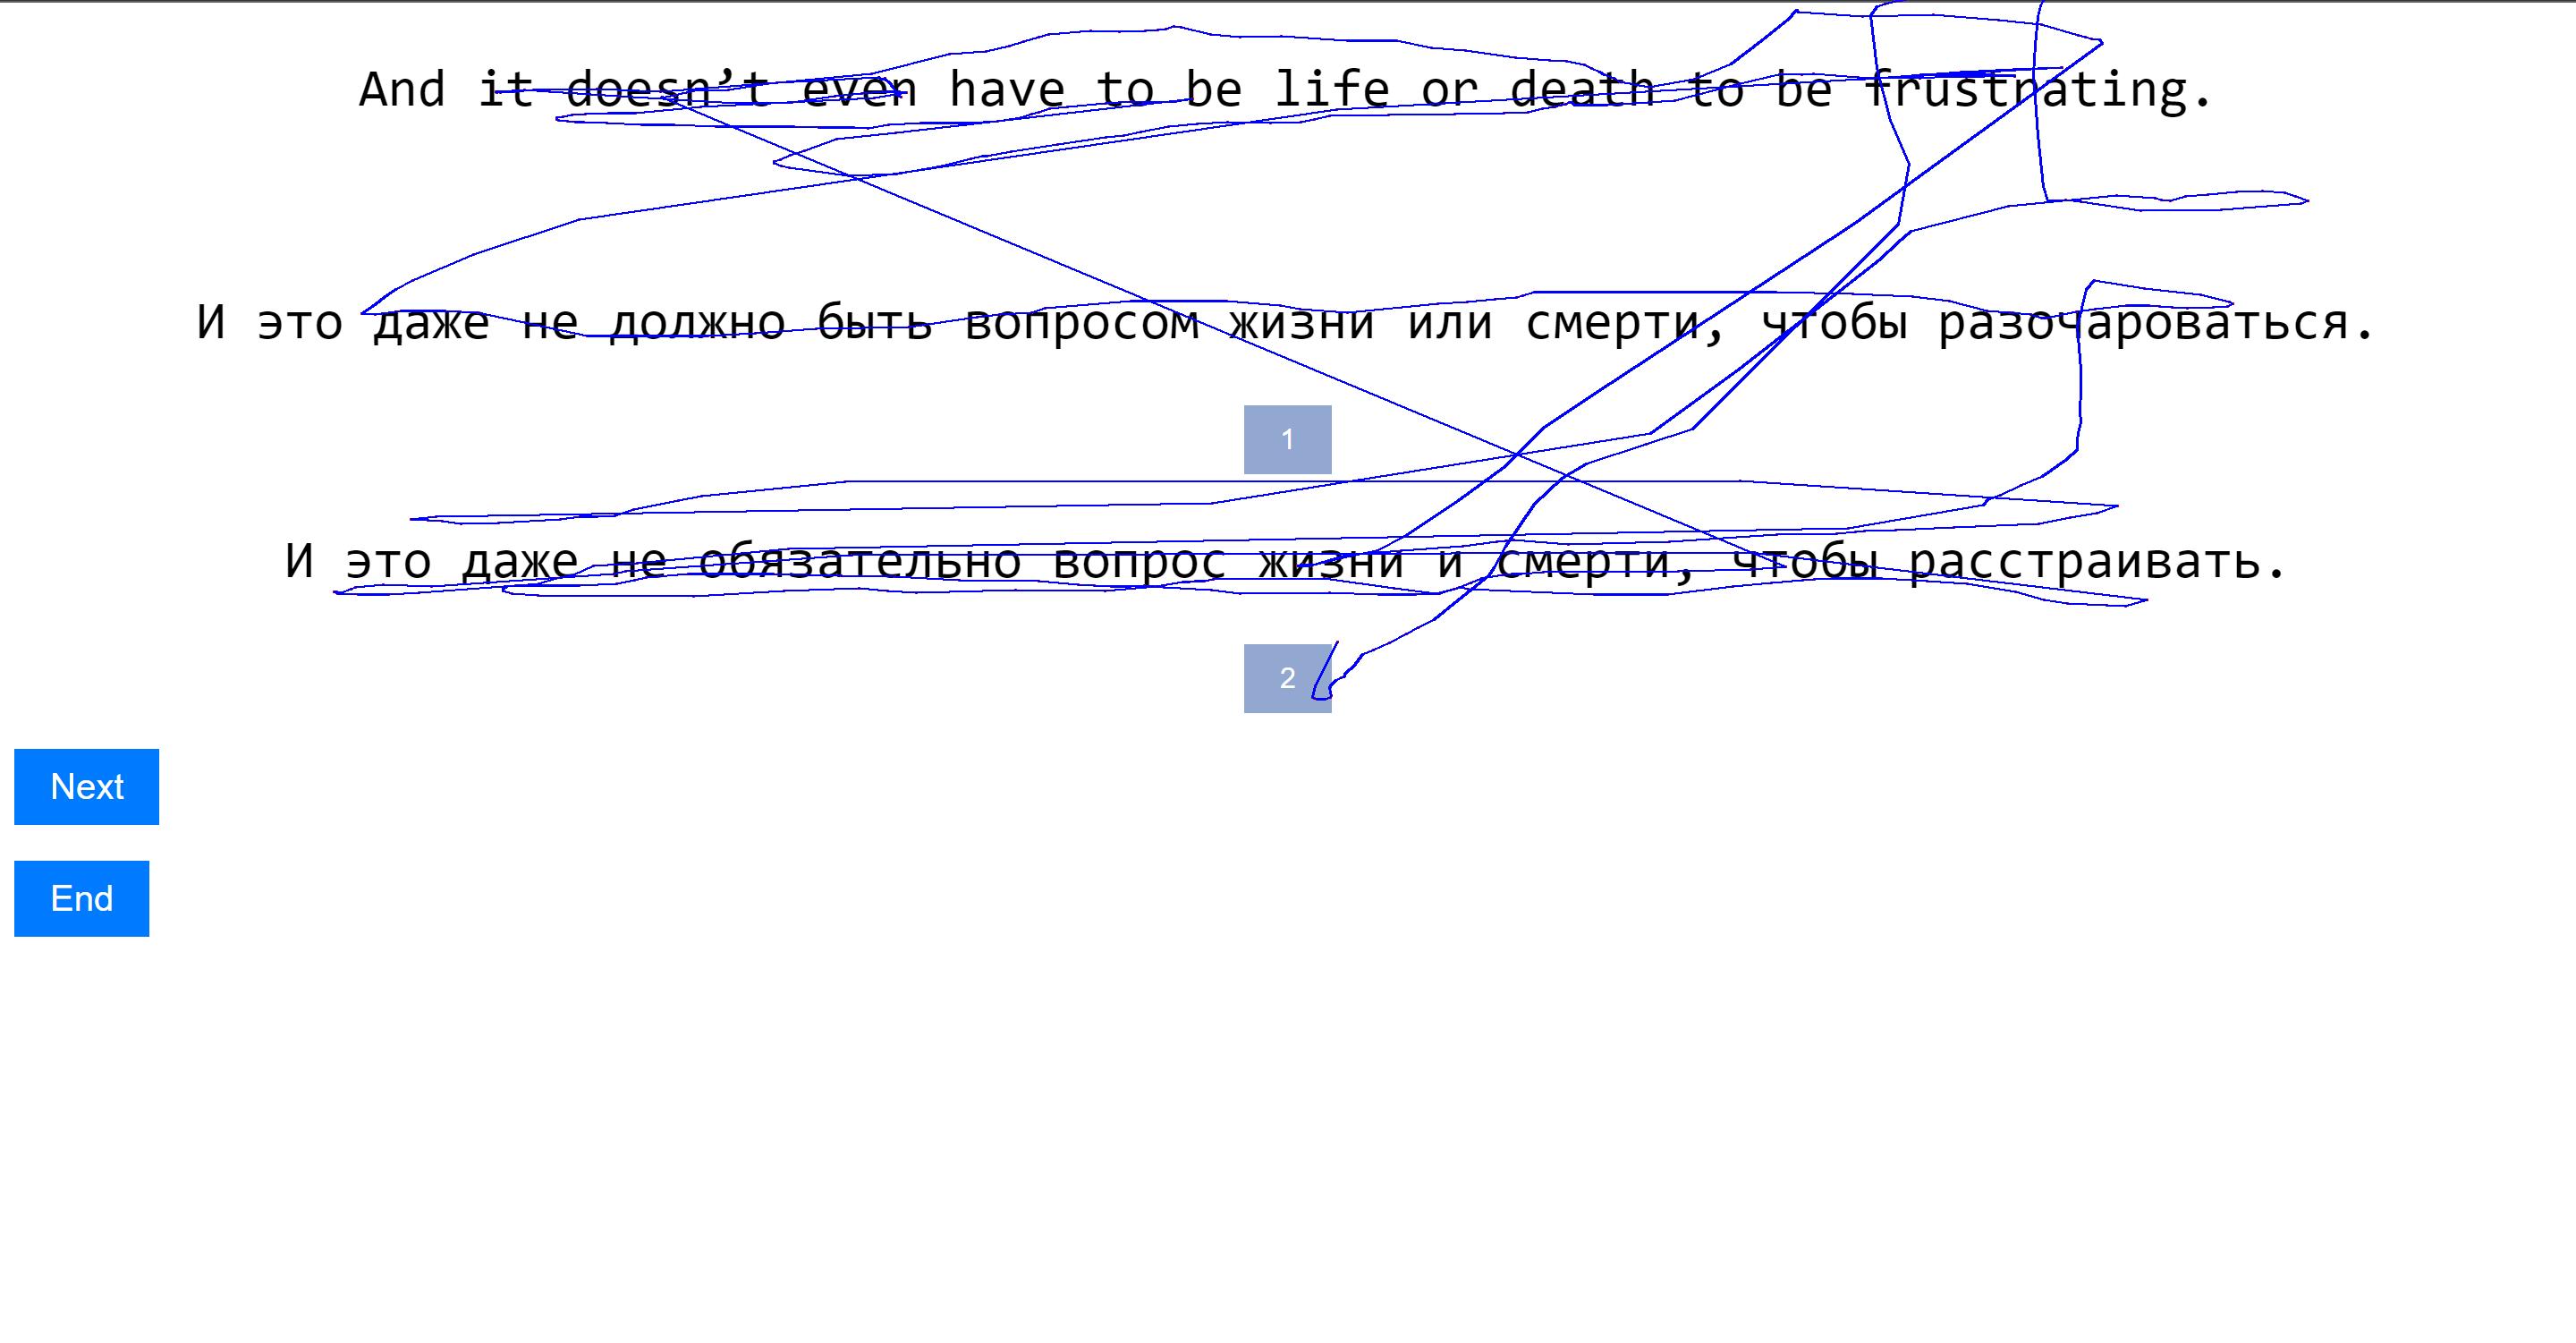 And it doesn’t even have to be life or death to be frustrating.
И это даже не должно быть вопросом жизни или смерти, чтобы разочароваться.
1
И это даже не обязательно вопрос жизни и смерти, чтобы расстраивать.
2
Next
End